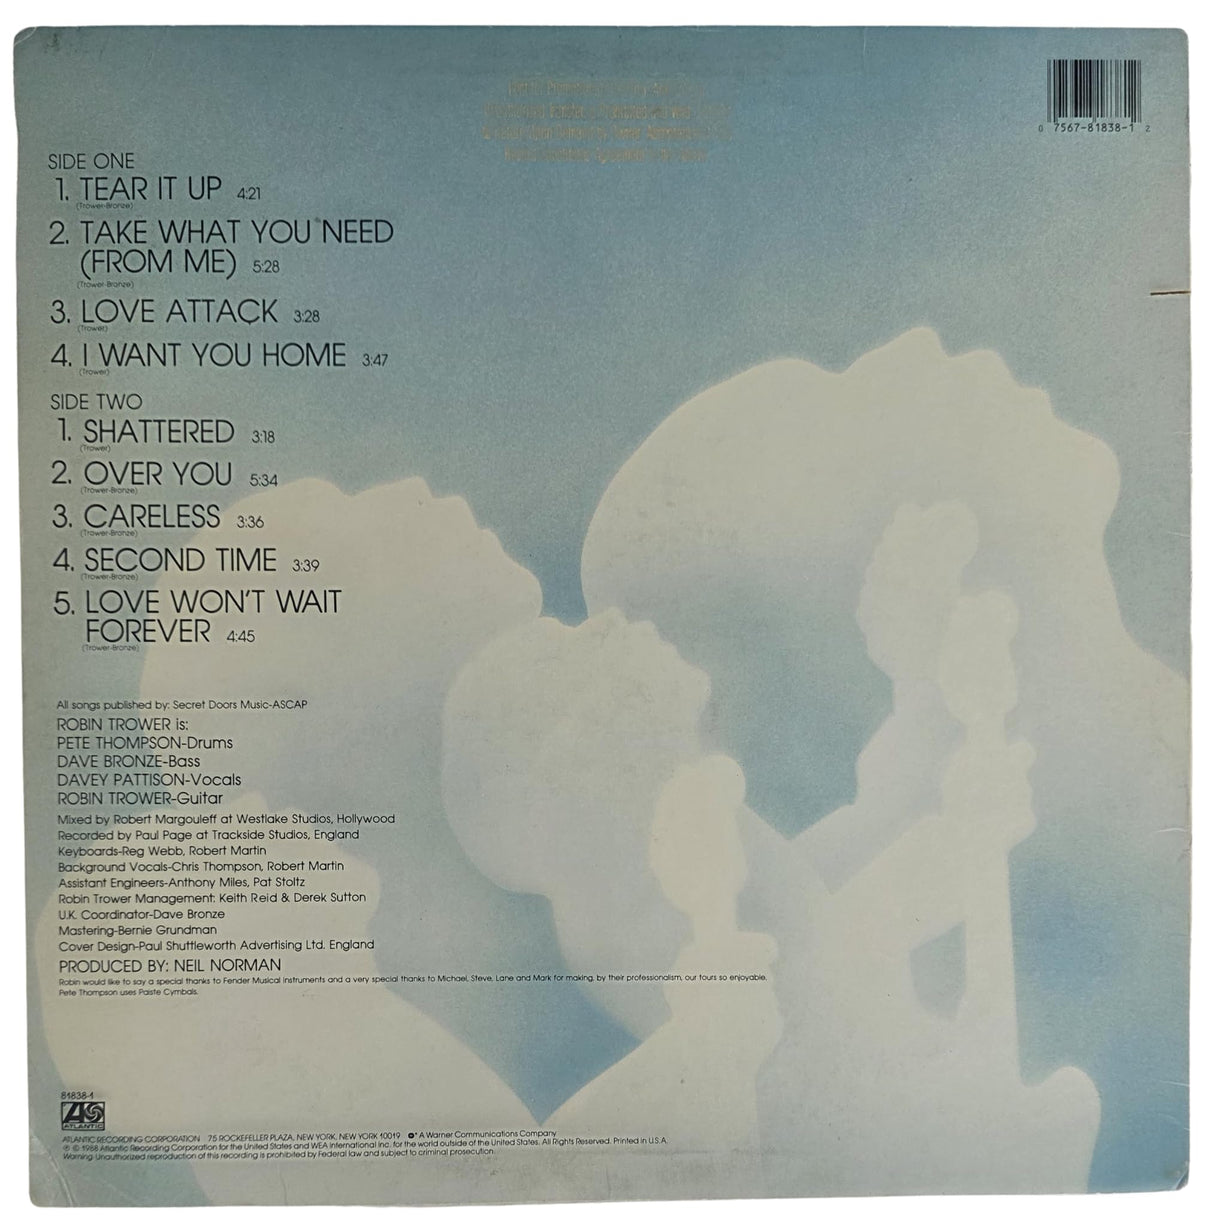 0 7567-81838-1 2
SIDE ONE
1. TEAR IT UP 4:21
(Trower-Bronze)
2. TAKE WHAT YOU NEED
(FROM ME) 5:28
(Trower-Bronze)
3. LOVE ATTACK 3:28
(Trower)
4. I WANT YOU HOME 3:47
(Trower)
SIDE TWO
1. SHATTERED 3:18
(Trower)
2. OVER YOU 5:34
(Trower-Bronze)
3. CARELESS 3:36
(Trower-Bronze)
4. SECOND TIME 3:39
(Trower-Bronze)
5. LOVE WON'T WAIT
FOREVER 4:45
(Trower-Bronze)
All songs published by: Secret Doors Music-ASCAP
ROBIN TROWER is:
PETE THOMPSON-Drums
DAVE BRONZE-Bass
DAVEY PATTISON-Vocals
ROBIN TROWER-Guitar
Mixed by Robert Margouleff at Westlake Studios, Hollywood
Recorded by Paul Page at Trackside Studios, England
Keyboards-Reg Webb, Robert Martin
Background Vocals-Chris Thompson, Robert Martin
Assistant Engineers-Anthony Miles, Pat Stoltz
Robin Trower Management: Keith Reid & Derek Sutton
U.K. Coordinator-Dave Bronze
Mastering-Bernie Grundman
Cover Design-Paul Shuttleworth Advertising Ltd. England
PRODUCED BY: NEIL NORMAN
Robin would like to say a special thanks to Fender Musical Instruments and a very special thanks to Michael, Steve, Lane and Mark for making, by their professionalism, our tours so enjoyable.
Pete Thompson uses Paiste Cymbals.
81838-1
ATLANTIC
ATLANTIC RECORDING CORPORATION 75 ROCKEFELLER PLAZA, NEW YORK, NEW YORK 10019 A Warner Communications Company
℗ © 1988 Atlantic Recording Corporation for the United States and WEA International Inc. for the world outside of the United States. All Rights Reserved. Printed in U.S.A.
Warning: Unauthorized reproduction of this recording is prohibited by Federal law and subject to criminal prosecution.